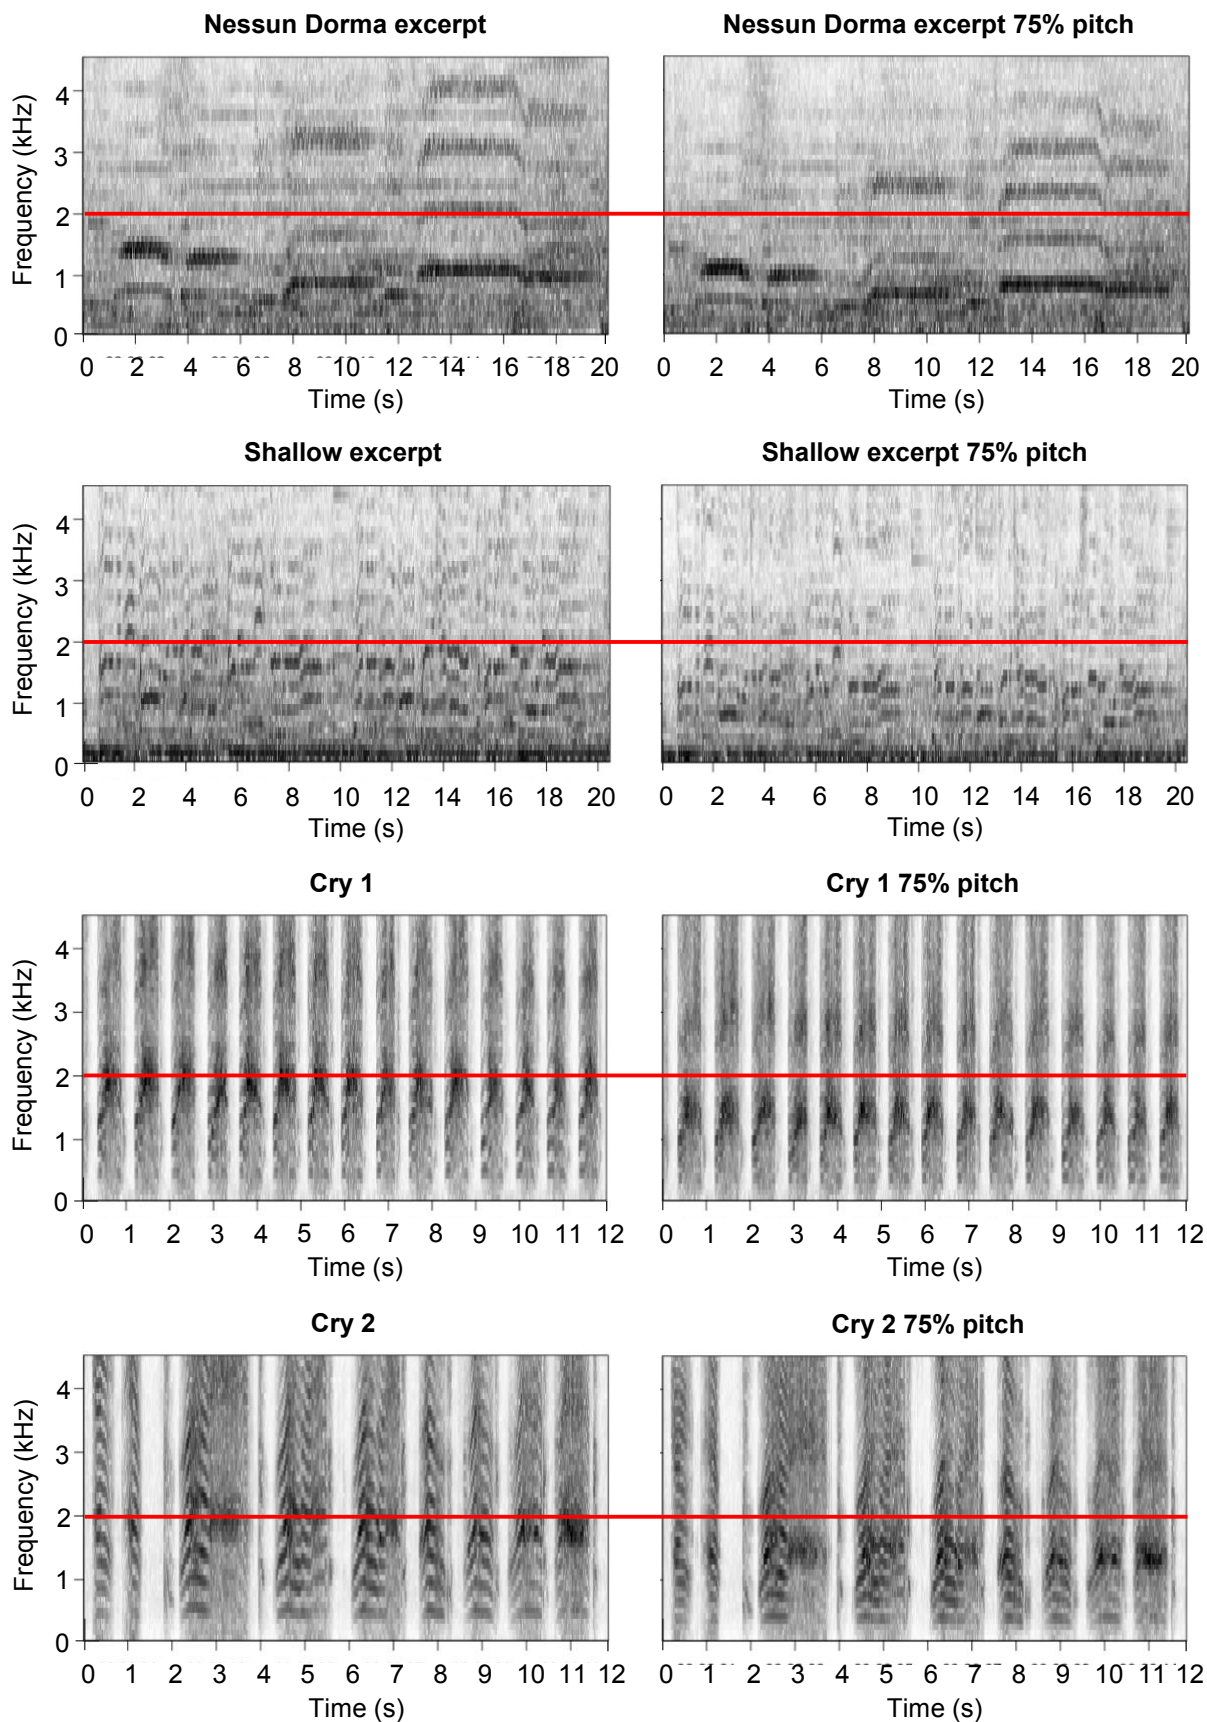 Nessun Dorma excerpt
Nessun Dorma excerpt 75% pitch
Frequency (kHz)
4
3
2
1
0
0 2 4 6 8 10 12 14 16 18 20
0 2 4 6 8 10 12 14 16 18 20
Time (s)
Time (s)
Shallow excerpt
Shallow excerpt 75% pitch
Frequency (kHz)
4
3
2
1
0
0 2 4 6 8 10 12 14 16 18 20
0 2 4 6 8 10 12 14 16 18 20
Time (s)
Time (s)
Cry 1
Cry 1 75% pitch
Frequency (kHz)
4
3
2
1
0
0 1 2 3 4 5 6 7 8 9 10 11 12
0 1 2 3 4 5 6 7 8 9 10 11 12
Time (s)
Time (s)
Cry 2
Cry 2 75% pitch
Frequency (kHz)
4
3
2
1
0
0 1 2 3 4 5 6 7 8 9 10 11 12
0 1 2 3 4 5 6 7 8 9 10 11 12
Time (s)
Time (s)